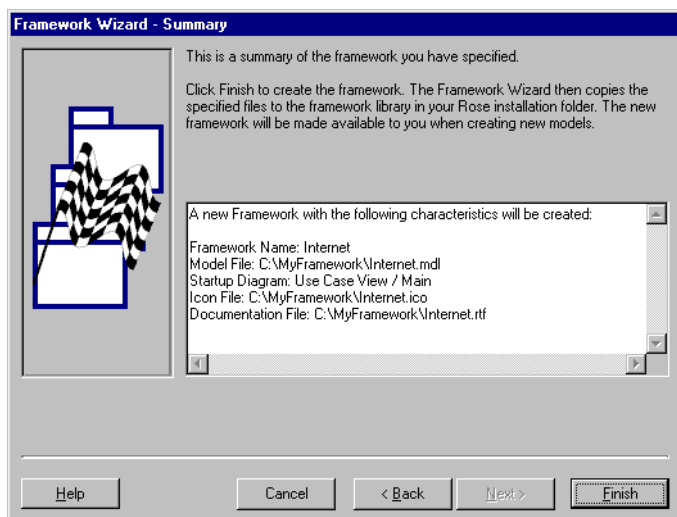 Framework Wizard - Summary
This is a summary of the framework you have specified.
Click Finish to create the framework. The Framework Wizard then copies the
specified files to the framework library in your Rose installation folder. The new
framework will be made available to you when creating new models.
A new Framework with the following characteristics will be created:
Framework Name: Internet
Model File: C:\MyFramework\Internet.mdl
Startup Diagram: Use Case View / Main
Icon File: C:\MyFramework\Internet.ico
Documentation File: C:\MyFramework\Internet.rtf
Help Cancel < Back Next > Finish